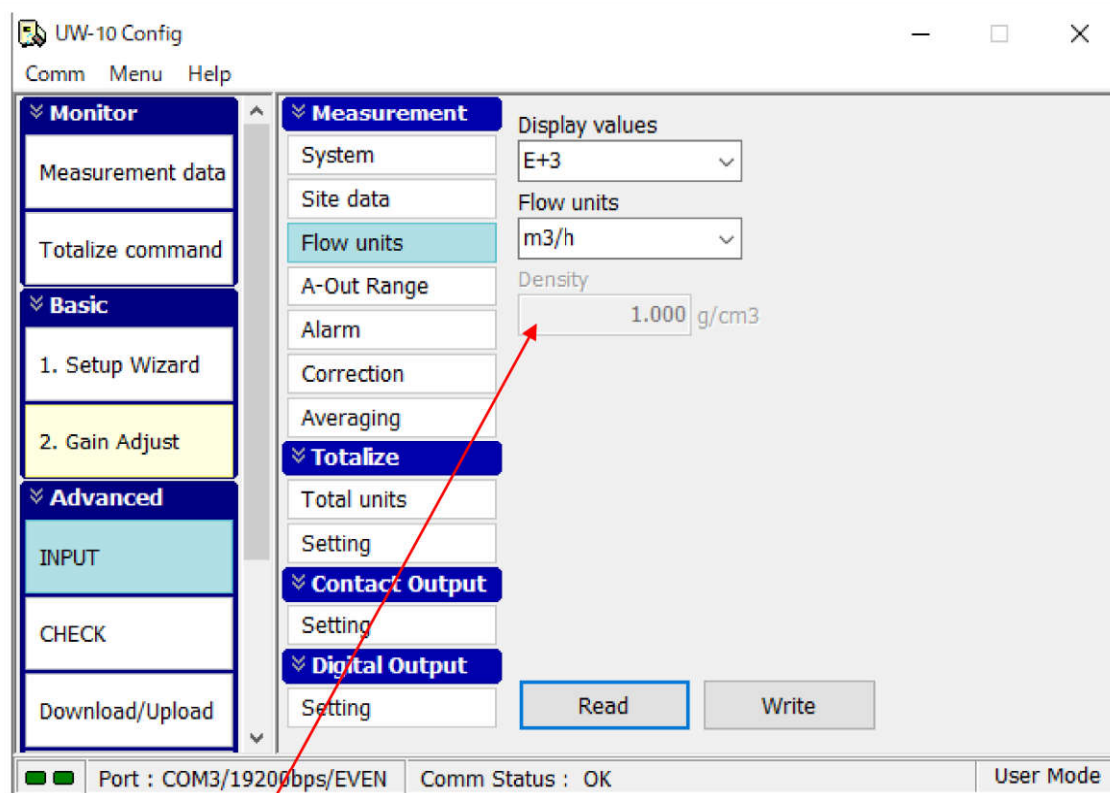 UW-10 Config
Comm Menu Help
Monitor
Measurement data
Totalize command
Basic
1. Setup Wizard
2. Gain Adjust
Advanced
INPUT
CHECK
Download/Upload
Measurement
System
Site data
Flow units
A-Out Range
Alarm
Correction
Averaging
Totalize
Total units
Setting
Contact Output
Setting
Digital Output
Setting
Display values
E+3
Flow units
m3/h
Density
1.000 g/cm3
Read Write
Port : COM3/19200bps/EVEN Comm Status : OK User Mode